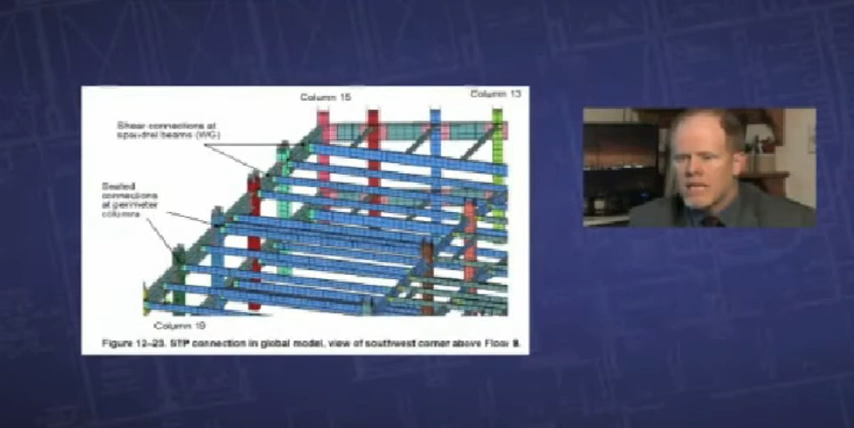 Column 15
Column 13
Shear connections at
spandrel beams (WG)
Seated
connections
at perimeter
columns
Column 19
Figure 12–23. STP connection in global model, view of southwest corner above Floor 8.